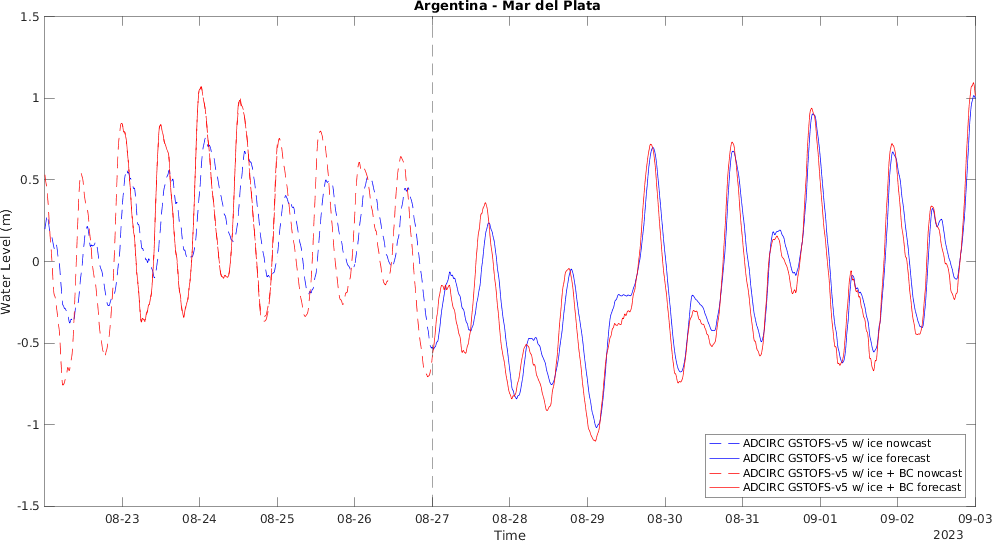 Argentina - Mar del Plata
1.5
1
0.5
0
-0.5
-1
-1.5
Water Level (m)
ADCIRC GSTOFS-v5 w/ ice nowcast
ADCIRC GSTOFS-v5 w/ ice forecast
ADCIRC GSTOFS-v5 w/ ice + BC nowcast
ADCIRC GSTOFS-v5 w/ ice + BC forecast
08-23 08-24 08-25 08-26 08-27 08-28 08-29 08-30 08-31 09-01 09-02 09-03
Time
2023